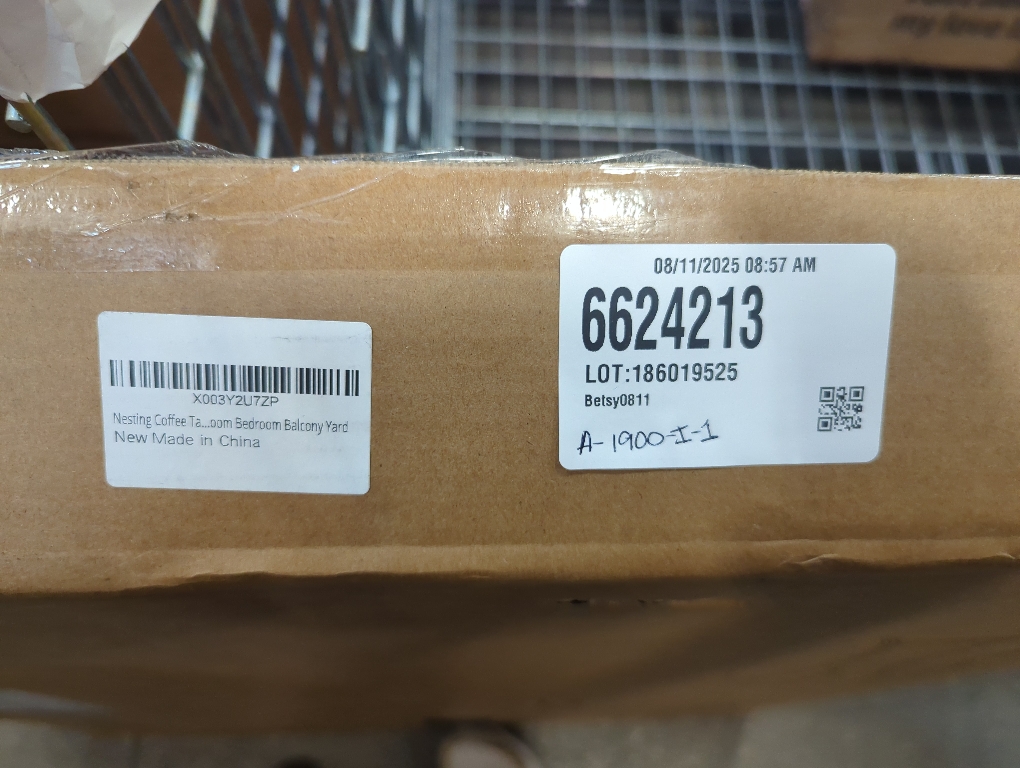 X003Y2U7ZP
Nesting Coffee Ta...oom Bedroom Balcony Yard
New Made in China
08/11/2025 08:57 AM
6624213
LOT:186019525
Betsy0811
A-1900-I-1